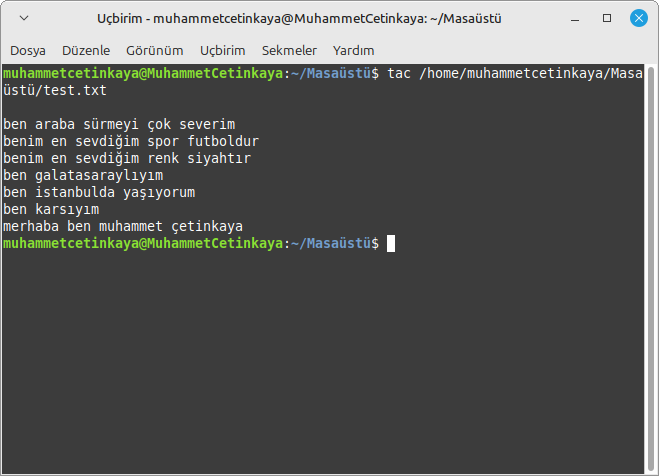 Uçbirim - muhammetcetinkaya@MuhammetCetinkaya: ~/Masaüstü
Dosya Düzenle Görünüm Uçbirim Sekmeler Yardım
muhammetcetinkaya@MuhammetCetinkaya:~/Masaüstü$ tac /home/muhammetcetinkaya/Masa
üstü/test.txt
ben araba sürmeyi çok severim
benim en sevdiğim spor futboldur
benim en sevdiğim renk siyahtır
ben galatasaraylıyım
ben istanbulda yaşıyorum
ben karsıyım
merhaba ben muhammet çetinkaya
muhammetcetinkaya@MuhammetCetinkaya:~/Masaüstü$